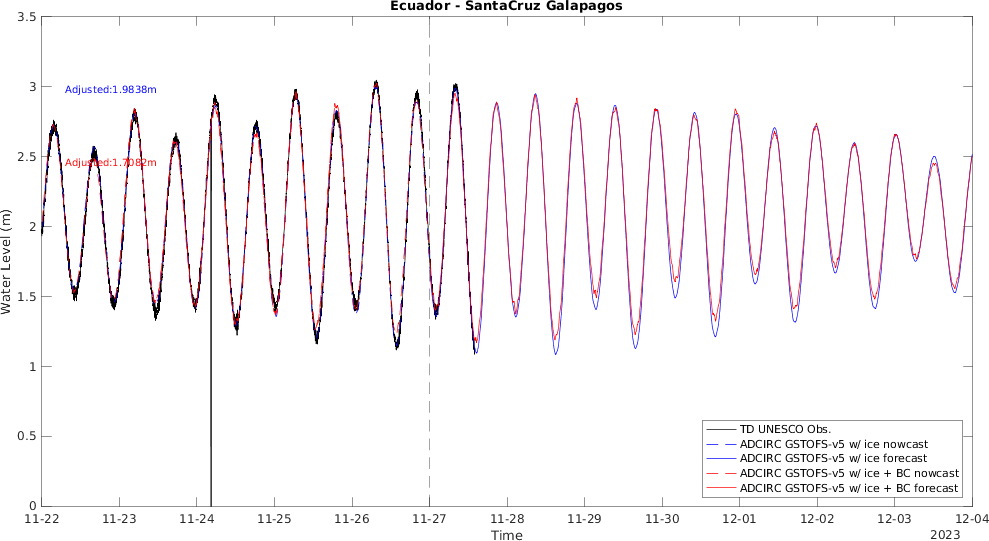 Ecuador - SantaCruz Galapagos
3.5
3
2.5
2
1.5
1
0.5
0
Water Level (m)
Adjusted:1.9838m
Adjusted:1.7082m
TD UNESCO Obs.
ADCIRC GSTOFS-v5 w/ ice nowcast
ADCIRC GSTOFS-v5 w/ ice forecast
ADCIRC GSTOFS-v5 w/ ice + BC nowcast
ADCIRC GSTOFS-v5 w/ ice + BC forecast
11-22 11-23 11-24 11-25 11-26 11-27 11-28 11-29 11-30 12-01 12-02 12-03 12-04
Time
2023